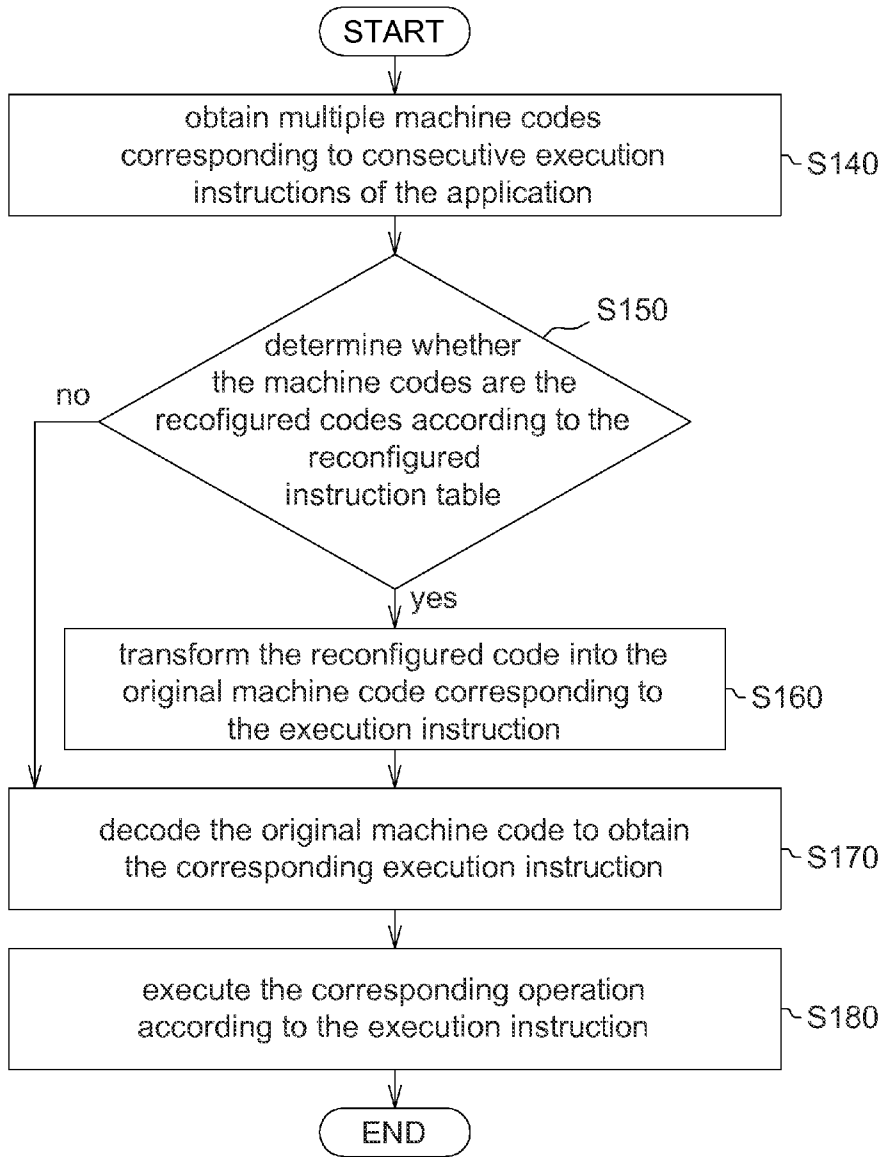 START
obtain multiple machine codes
corresponding to consecutive execution
instructions of the application
S140
S150
determine whether
the machine codes are the
recofigured codes according to the
reconfigured
instruction table
no
yes
transform the reconfigured code into the
original machine code corresponding to
the execution instruction
S160
decode the original machine code to obtain
the corresponding execution instruction
S170
execute the corresponding operation
according to the execution instruction
S180
END